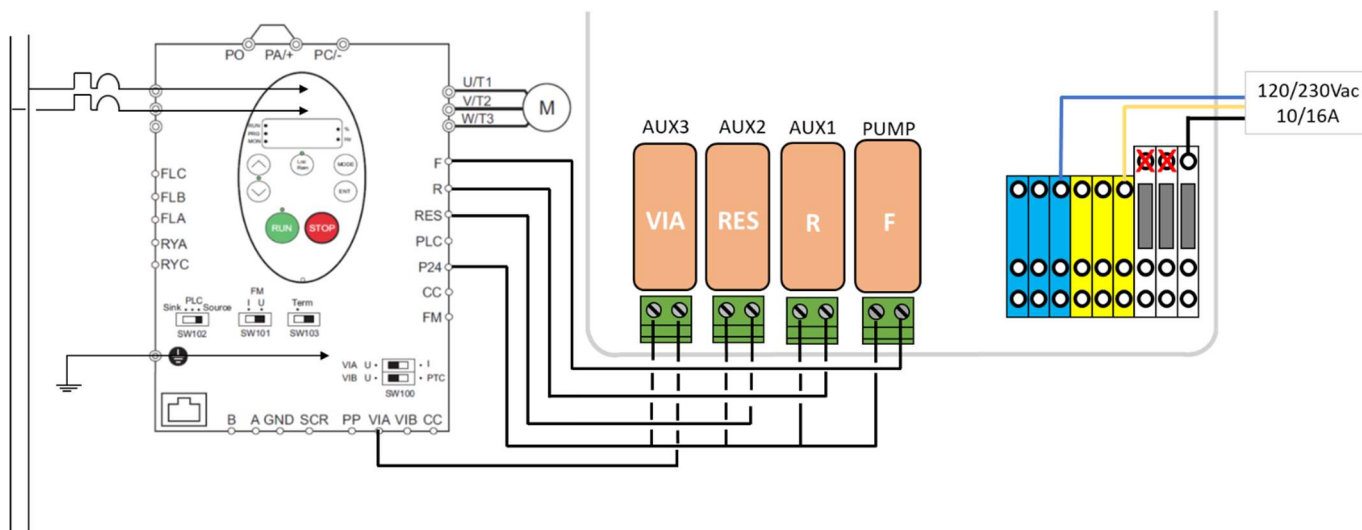 PO PA/+ PC/-
U/T1
V/T2
W/T3
M
RUN
PRG
MON
%
Hz
Loc
Rem
MODE
ENT
RUN STOP
FLC
FLB
FLA
RYA
RYC
F
R
RES
PLC
P24
CC
FM
PLC
Sink Source
SW102
FM
I U
SW101
Term
SW103
VIA U I
VIB U PTC
SW100
B A GND SCR PP VIA VIB CC
AUX3 AUX2 AUX1 PUMP
VIA RES R F
120/230Vac
10/16A